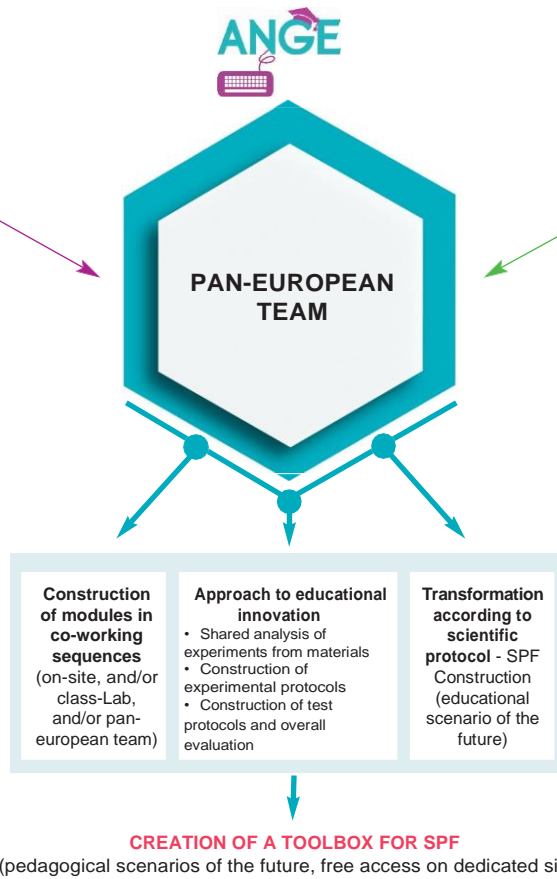 ANGE
PAN-EUROPEAN
TEAM
Construction
of modules in
co-working
sequences
(on-site, and/or
class-Lab,
and/or pan-
european team)
Approach to educational
innovation
• Shared analysis of
experiments from materials
• Construction of
experimental protocols
• Construction of test
protocols and overall
evaluation
Transformation
according to
scientific
protocol - SPF
Construction
(educational
scenario of the
future)
CREATION OF A TOOLBOX FOR SPF
(pedagogical scenarios of the future, free access on dedicated si